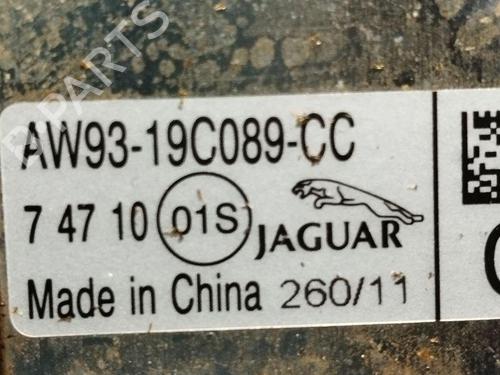 B-PARTS
AW93-19C089-CC
7 47 10 01S JAGUAR
Made in China 260/11